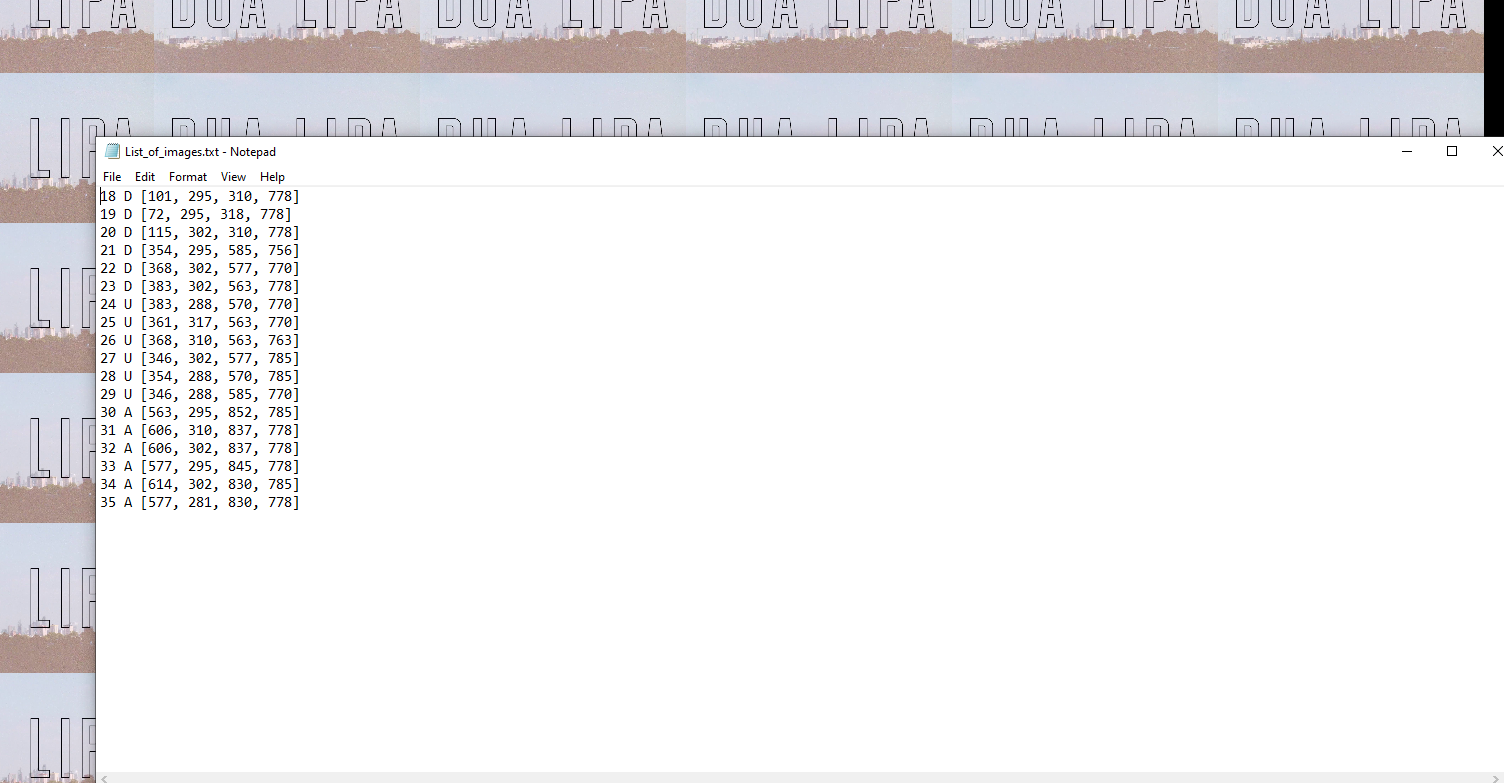 LIPA DUA LIPA DUA LIPA DUA LIPA DUA LIPA DUA LIPA
LIPA DUA LIPA DUA LIPA DUA LIPA DUA LIPA DUA LIPA
List_of_images.txt - Notepad
File Edit Format View Help
18 D [101, 295, 310, 778]
19 D [72, 295, 318, 778]
20 D [115, 302, 310, 778]
21 D [354, 295, 585, 756]
22 D [368, 302, 577, 770]
23 D [383, 302, 563, 778]
24 U [383, 288, 570, 770]
25 U [361, 317, 563, 770]
26 U [368, 310, 563, 763]
27 U [346, 302, 577, 785]
28 U [354, 288, 570, 785]
29 U [346, 288, 585, 770]
30 A [563, 295, 852, 785]
31 A [606, 310, 837, 778]
32 A [606, 302, 837, 778]
33 A [577, 295, 845, 778]
34 A [614, 302, 830, 785]
35 A [577, 281, 830, 778]